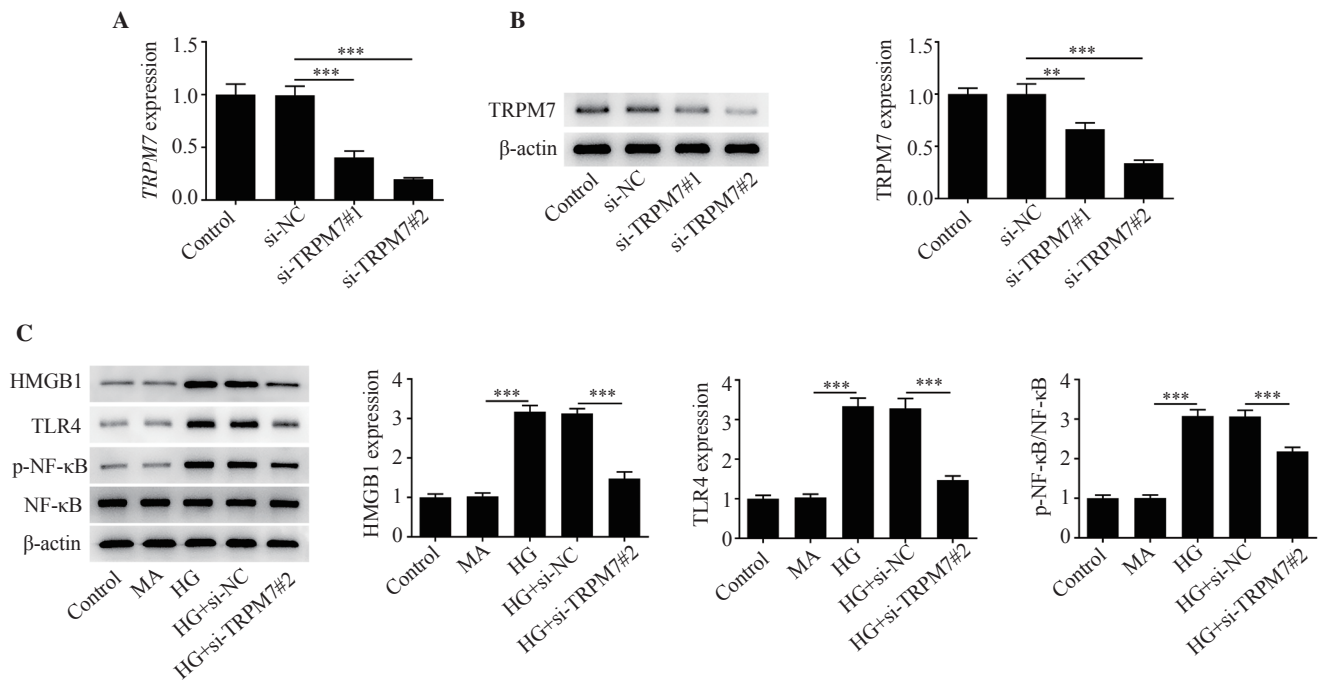 A
TRPM7 expression
1.5
1.0
0.5
0.0
***
***
Control
si-NC
si-TRPM7#1
si-TRPM7#2
B
TRPM7
β-actin
Control
si-NC
si-TRPM7#1
si-TRPM7#2
TRPM7 expression
1.5
1.0
0.5
0.0
***
**
Control
si-NC
si-TRPM7#1
si-TRPM7#2
C
HMGB1
TLR4
p-NF-κB
NF-κB
β-actin
Control
MA
HG
HG+si-NC
HG+si-TRPM7#2
HMGB1 expression
4
3
2
1
0
***
***
Control
MA
HG
HG+si-NC
HG+si-TRPM7#2
TLR4 expression
4
3
2
1
0
***
***
Control
MA
HG
HG+si-NC
HG+si-TRPM7#2
p-NF-κB/NF-κB
4
3
2
1
0
***
***
Control
MA
HG
HG+si-NC
HG+si-TRPM7#2